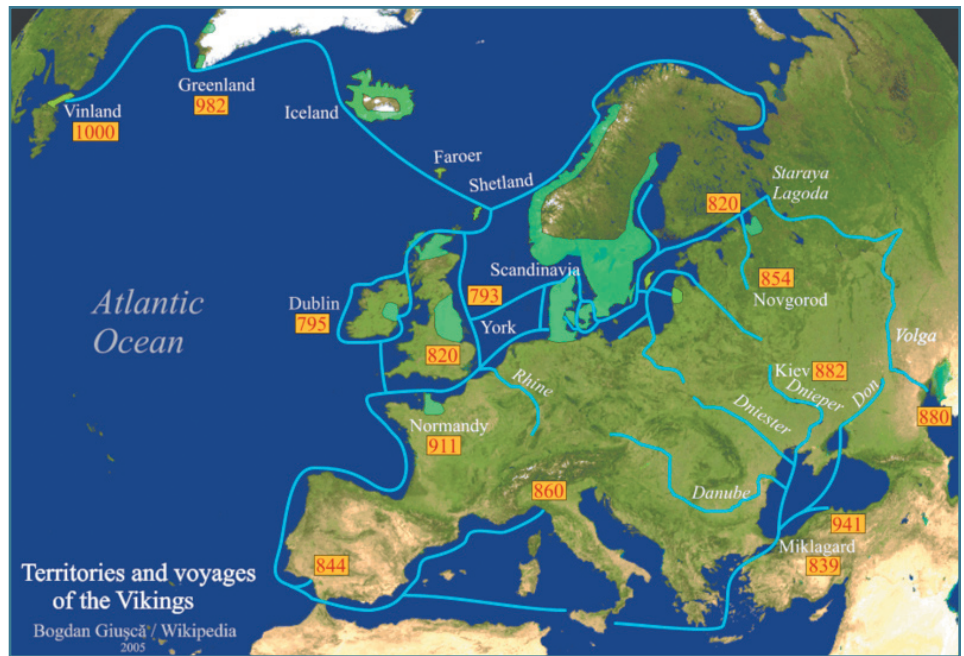 Greenland
982
Vinland
1000
Iceland
Faroer
Shetland
Staraya
Lagoda
820
Scandinavia
854
Novgorod
793
Dublin
795
York
Atlantic
Ocean
820
Volga
Kiev 882
Rhine
Dnieper
Don
Dniester
880
Normandy
911
860
Danube
941
Miklagard
839
844
Territories and voyages
of the Vikings
Bogdan Giuşcă / Wikipedia
2005